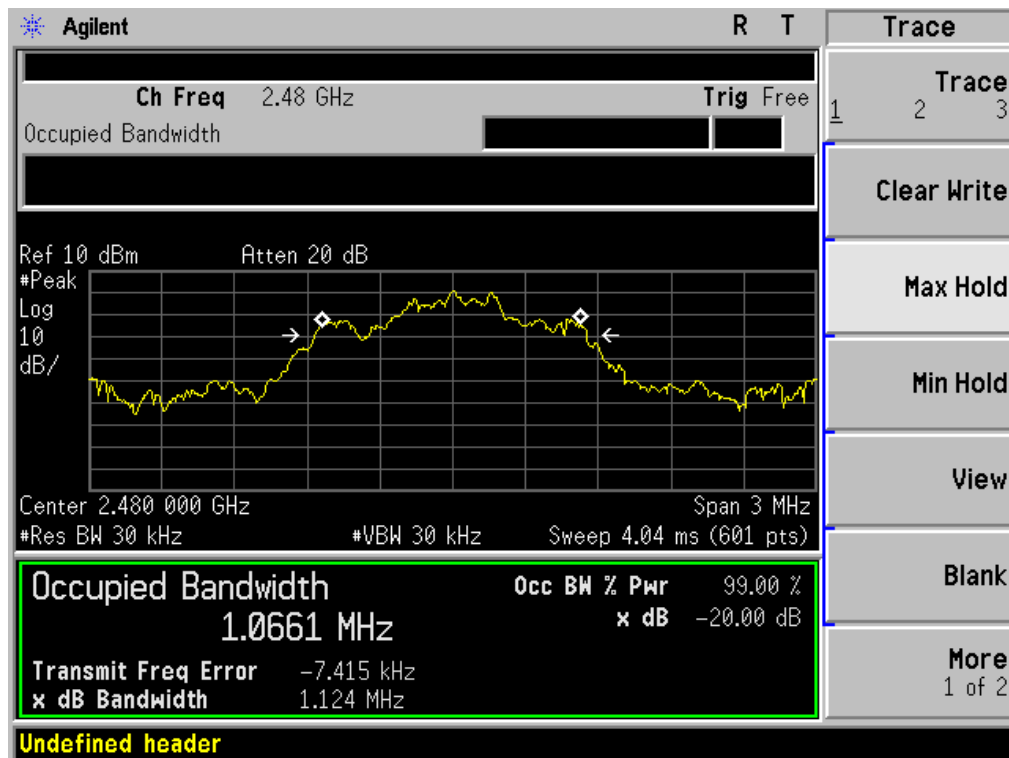 Agilent R T
Trace
Ch Freq 2.48 GHz Trig Free
Occupied Bandwidth
Trace
1 2 3
Clear Write
Max Hold
Min Hold
View
Blank
More
1 of 2
Ref 10 dBm Atten 20 dB
#Peak
Log
10
dB/
Center 2.480 000 GHz Span 3 MHz
#Res BW 30 kHz #VBW 30 kHz Sweep 4.04 ms (601 pts)
Occupied Bandwidth
1.0661 MHz
Occ BW % Pwr 99.00 %
x dB -20.00 dB
Transmit Freq Error -7.415 kHz
x dB Bandwidth 1.124 MHz
Undefined header